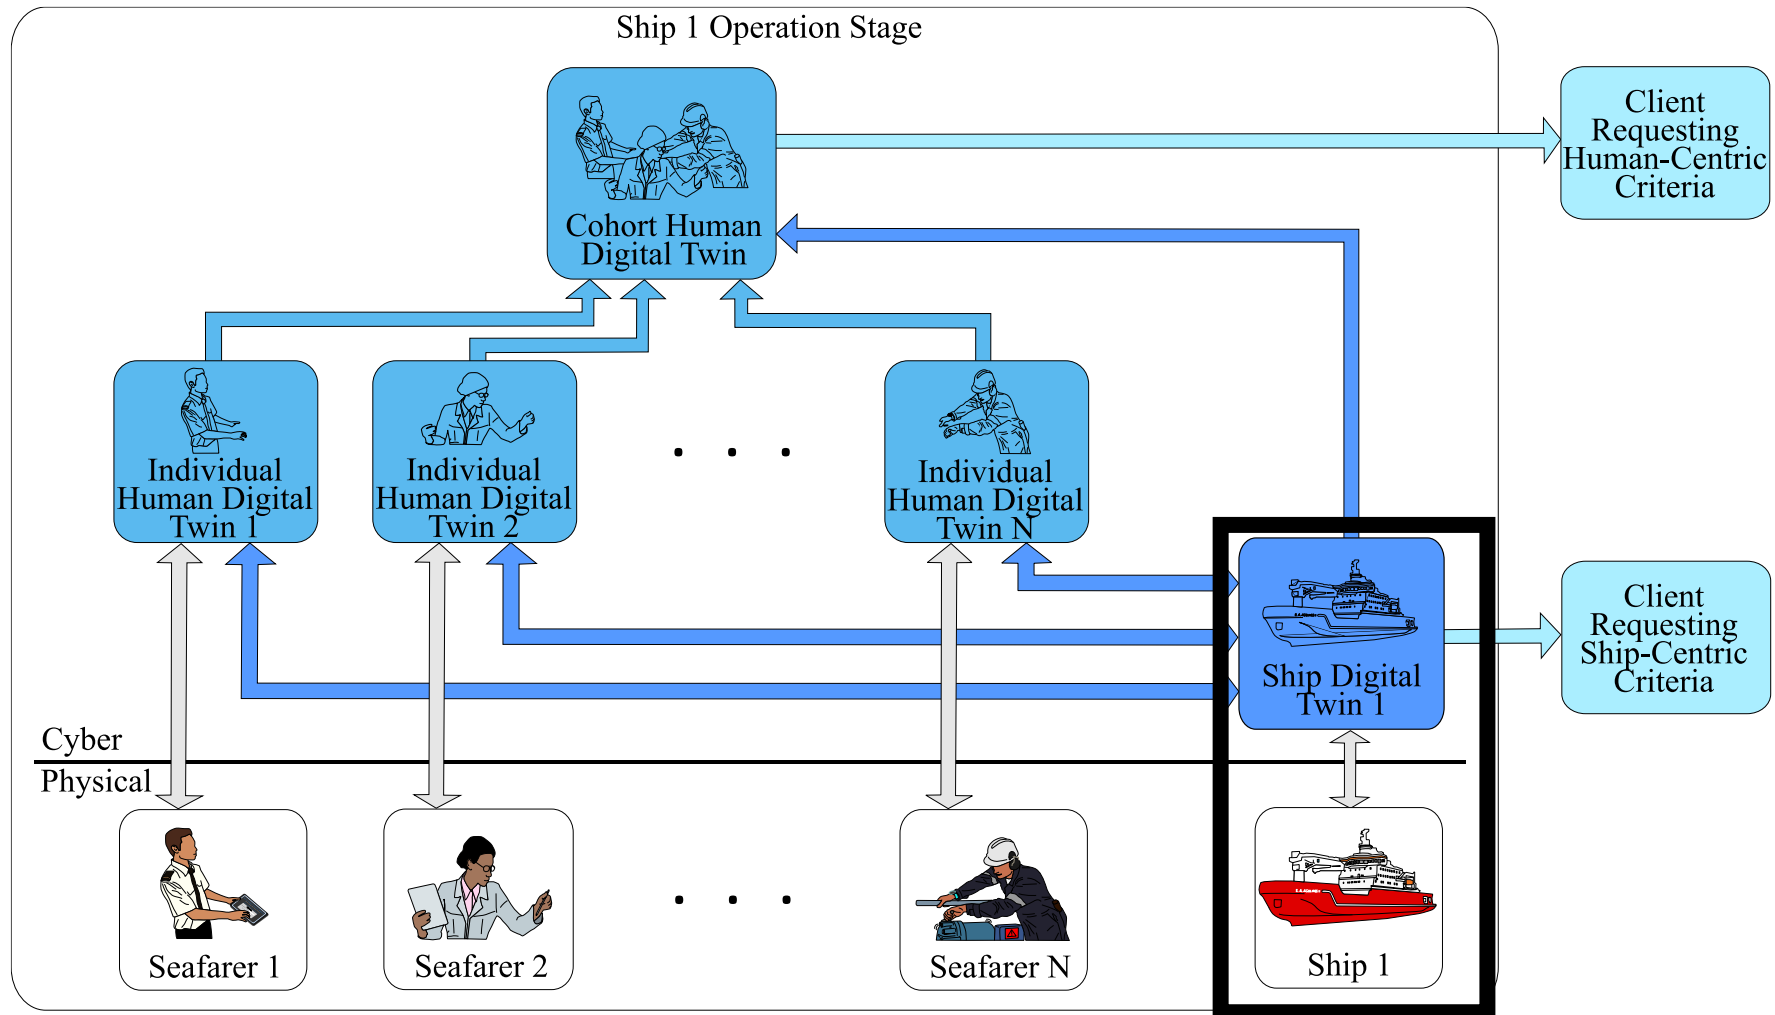 Ship 1 Operation Stage
Client
Requesting
Human-Centric
Criteria
Cohort Human
Digital Twin
Individual
Human Digital
Twin 1
Individual
Human Digital
Twin 2
Individual
Human Digital
Twin N
Ship Digital
Twin 1
Client
Requesting
Ship-Centric
Criteria
Cyber
Physical
Seafarer 1
Seafarer 2
Seafarer N
Ship 1